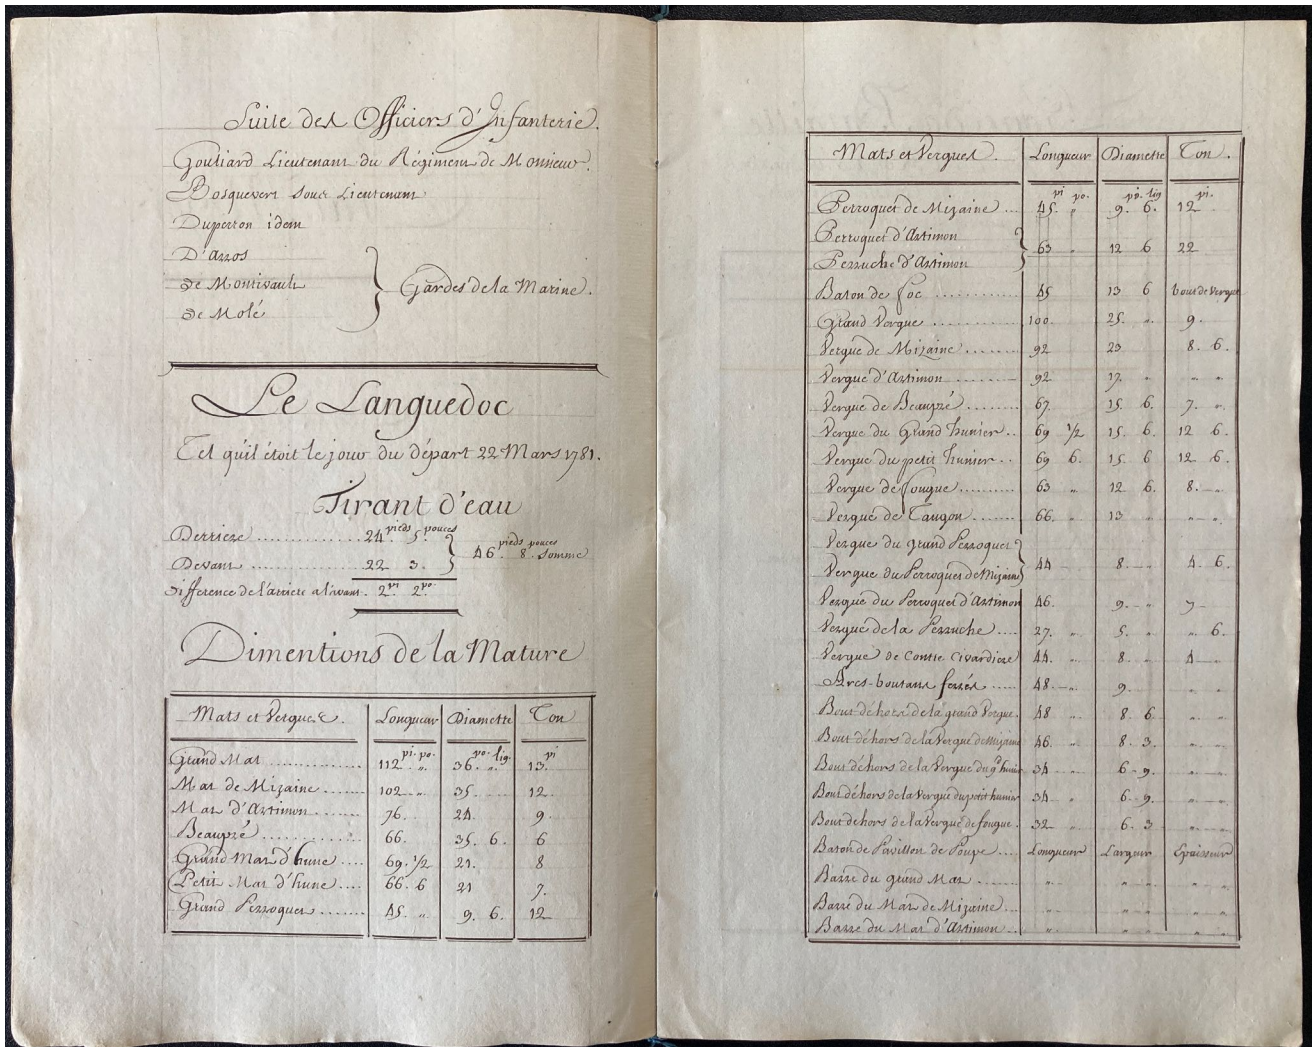 Suite des Officiers d'Infanterie.
Gouliard Lieutenant du Régiment de Monsieur.
Bosquevert Sous Lieutenant
Duperron idem
D'arros
de Montivault
de Molé
Gardes de la Marine.
Le Languedoc
Tel qu'il étoit le jour du départ 22 Mars 1781.
Tirant d'eau
Derriere ............ 24 pieds 5 pouces
Devant ............ 22 3.
46 pieds 8 pouces somme
difference de l'arriere a l'avant. 2 pi 2 po.
Dimentions de la Mature
Mats et Vergues. Longueur Diamettre Ton
Grand Mat ............ 112 pi. „ po. 36 po. „ lig. 13 pi
Mat de Mizaine ........ 102 „ 35 12
Mat d'Artimon ........ 76. 24 9
Beaupré ............ 66. 35. 6. 6
Grand Mat d'hune .... 69. 1/2 21. 8
Petit Mat d'hune .... 66. 6 21 7.
Grand Perroquet ........ 45. „ 9. 6. 12
Mats et Vergues. Longueur Diamettre Ton.
Perroquet de Mizaine ... 45. pi „ po. 9. po. 6. lig 12 pi.
Perroquet d'Artimon
Perruche d'Artimon
63 „ 12 6 22
Baton de foc ............ 45 13 6 bout de vergue
Grand Vergue ............ 100. 25. „ 9.
Vergue de Mizaine ....... 92 23 8. 6.
Vergue d'Artimon ........ 92 17. „ „ „
Vergue de Beaupré ....... 67. 15. 6. 7. „
Vergue du Grand hunier .. 69 1/2 15. 6. 12 6.
Vergue du petit hunier .. 69 6. 15. 6 12 6.
Vergue de fougue ......... 63 „ 12 6. 8. „
Vergue de Tangon ....... 66. „ 13 „ „ „
Vergue du grand Perroquet
Vergue du Perroquet de Mizaine
44 „ 8. „ 4. 6.
Vergue du Perroquet d'Artimon 46. 9. „ 7
Vergue de la Perruche .... 27. „ 5. „ „ 6.
Vergue de contre civardiere 44. „ 8. „ 4 „
Arcs-boutans ferrés ..... 48 „ 9. „ „
Bout déhors de la grand Vergue. 48 „ 8. 6 „ „
Bout déhors de la Vergue de Mizaine 46. „ 8. 3. „ „
Bout déhors de la Vergue du gd hunier 34 „ 6. 9. „ „
Bout déhors de la Vergue du petit hunier 34 „ 6. 9. „ „
Bout déhors de la Vergue de fougue. 32 „ 6. 3 „ „
Baton de Pavillon de Poupe .... Longueur Largeur Epaisseur
Barre du grand Mat ....... „ „ „ „ „
Barre du Mat de Mizaine ... „ „ „ „ „
Barre du Mat d'Artimon ... „ „ „ „ „